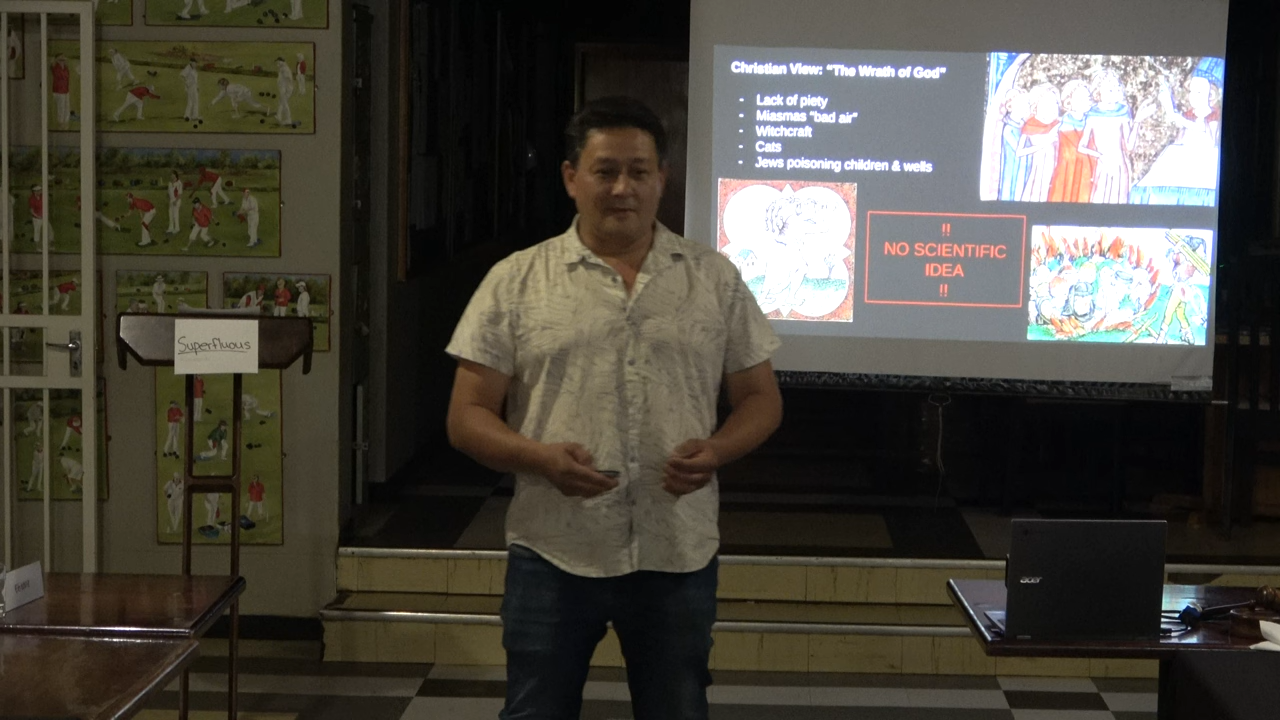 Christian View: "The Wrath of God"
- Lack of piety
- Miasmas "bad air"
- Witchcraft
- Cats
- Jews poisoning children & wells
!!
NO SCIENTIFIC
IDEA
!!
Superfluous
acer